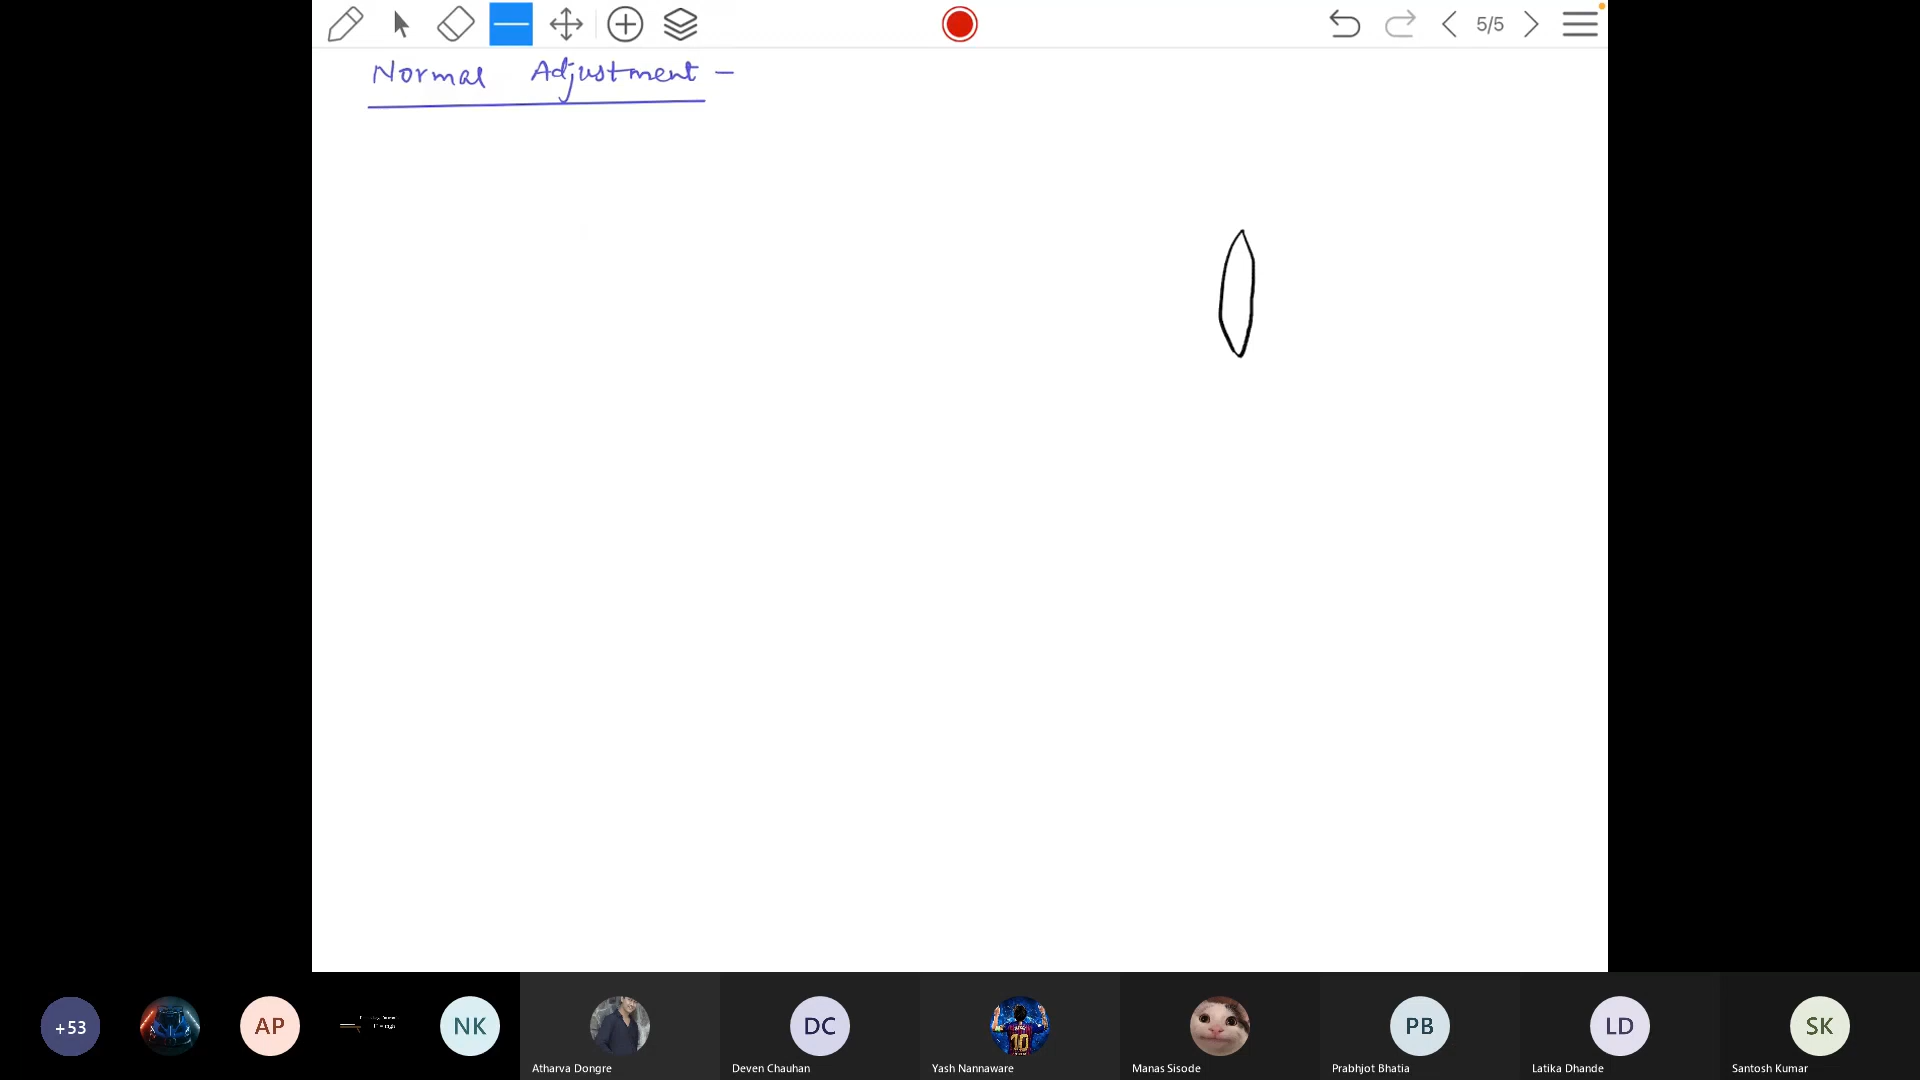 5/5
Normal Adjustment -
+53
AP
NK
DC
10
PB
LD
SK
Atharva Dongre
Deven Chauhan
Yash Nannaware
Manas Sisode
Prabhjot Bhatia
Latika Dhande
Santosh Kumar